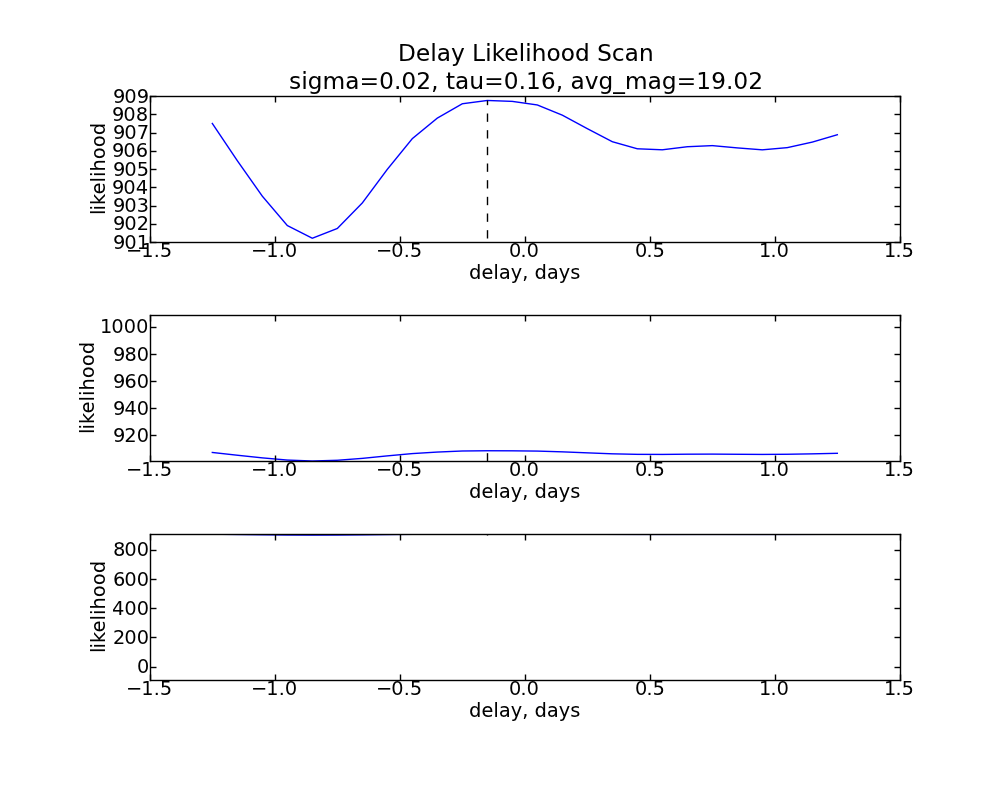 Delay Likelihood Scan
sigma=0.02, tau=0.16, avg_mag=19.02
909
908
907
906
905
904
903
902
901
likelihood
−1.5 −1.0 −0.5 0.0 0.5 1.0 1.5
delay, days
1000
980
960
940
920
likelihood
−1.5 −1.0 −0.5 0.0 0.5 1.0 1.5
delay, days
800
600
400
200
0
likelihood
−1.5 −1.0 −0.5 0.0 0.5 1.0 1.5
delay, days